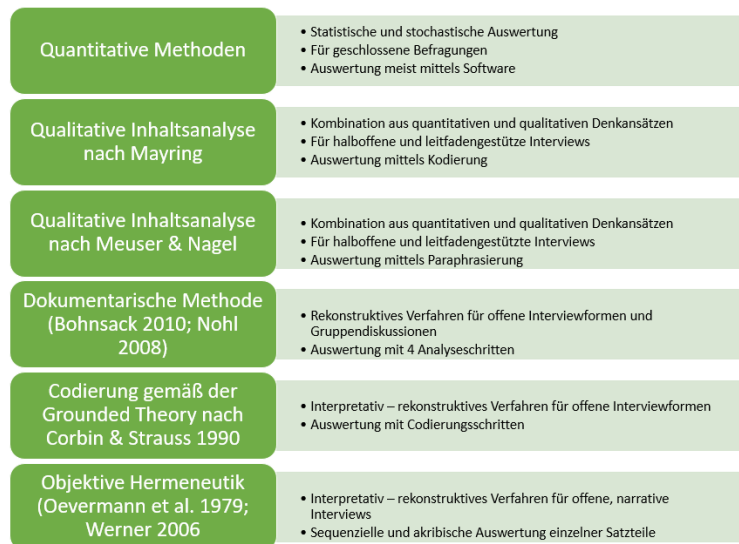 Quantitative Methoden
• Statistische und stochastische Auswertung
• Für geschlossene Befragungen
• Auswertung meist mittels Software
Qualitative Inhaltsanalyse
nach Mayring
• Kombination aus quantitativen und qualitativen Denkansätzen
• Für halboffene und leitfadengestütze Interviews
• Auswertung mittels Kodierung
Qualitative Inhaltsanalyse
nach Meuser & Nagel
• Kombination aus quantitativen und qualitativen Denkansätzen
• Für halboffene und leitfadengestützte Interviews
• Auswertung mittels Paraphrasierung
Dokumentarische Methode
(Bohnsack 2010; Nohl
2008)
• Rekonstruktives Verfahren für offene Interviewformen und
Gruppendiskussionen
• Auswertung mit 4 Analyseschritten
Codierung gemäß der
Grounded Theory nach
Corbin & Strauss 1990
• Interpretativ – rekonstruktives Verfahren für offene Interviewformen
• Auswertung mit Codierungsschritten
Objektive Hermeneutik
(Oevermann et al. 1979;
Werner 2006
• Interpretativ – rekonstruktives Verfahren für offene, narrative
Interviews
• Sequenzielle und akribische Auswertung einzelner Satzteile